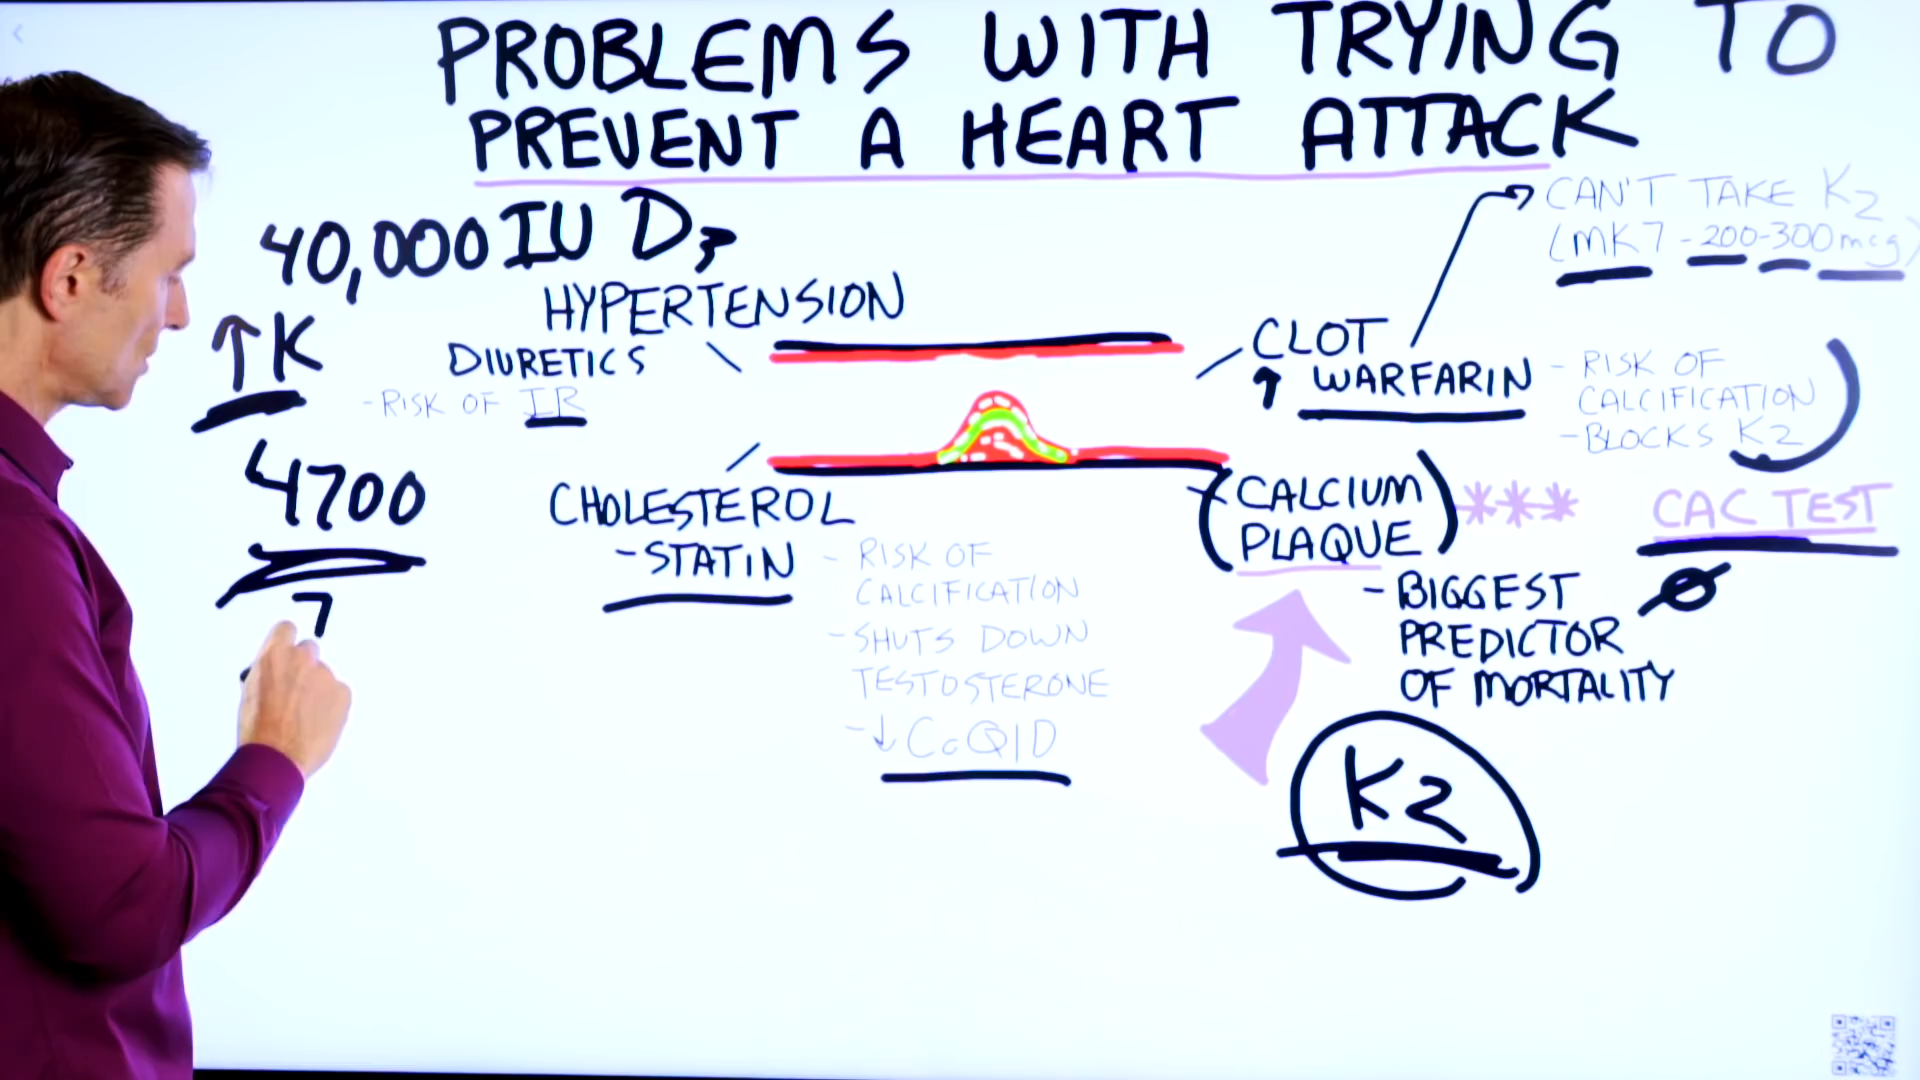 PROBLEMS WITH TRYING TO
PREVENT A HEART ATTACK
40,000 IU D3
HYPERTENSION
↑K
DIURETICS
-RISK OF IR
4700
7
CHOLESTEROL
-STATIN
- RISK OF
CALCIFICATION
-SHUTS DOWN
TESTOSTERONE
-↓CoQ10
CAN'T TAKE K2
(MK7 - 200-300mcg)
CLOT
↑ WARFARIN
- RISK OF
CALCIFICATION
-BLOCKS K2
(CALCIUM
PLAQUE) ***
CAC TEST
- BIGGEST
PREDICTOR
OF MORTALITY
K2